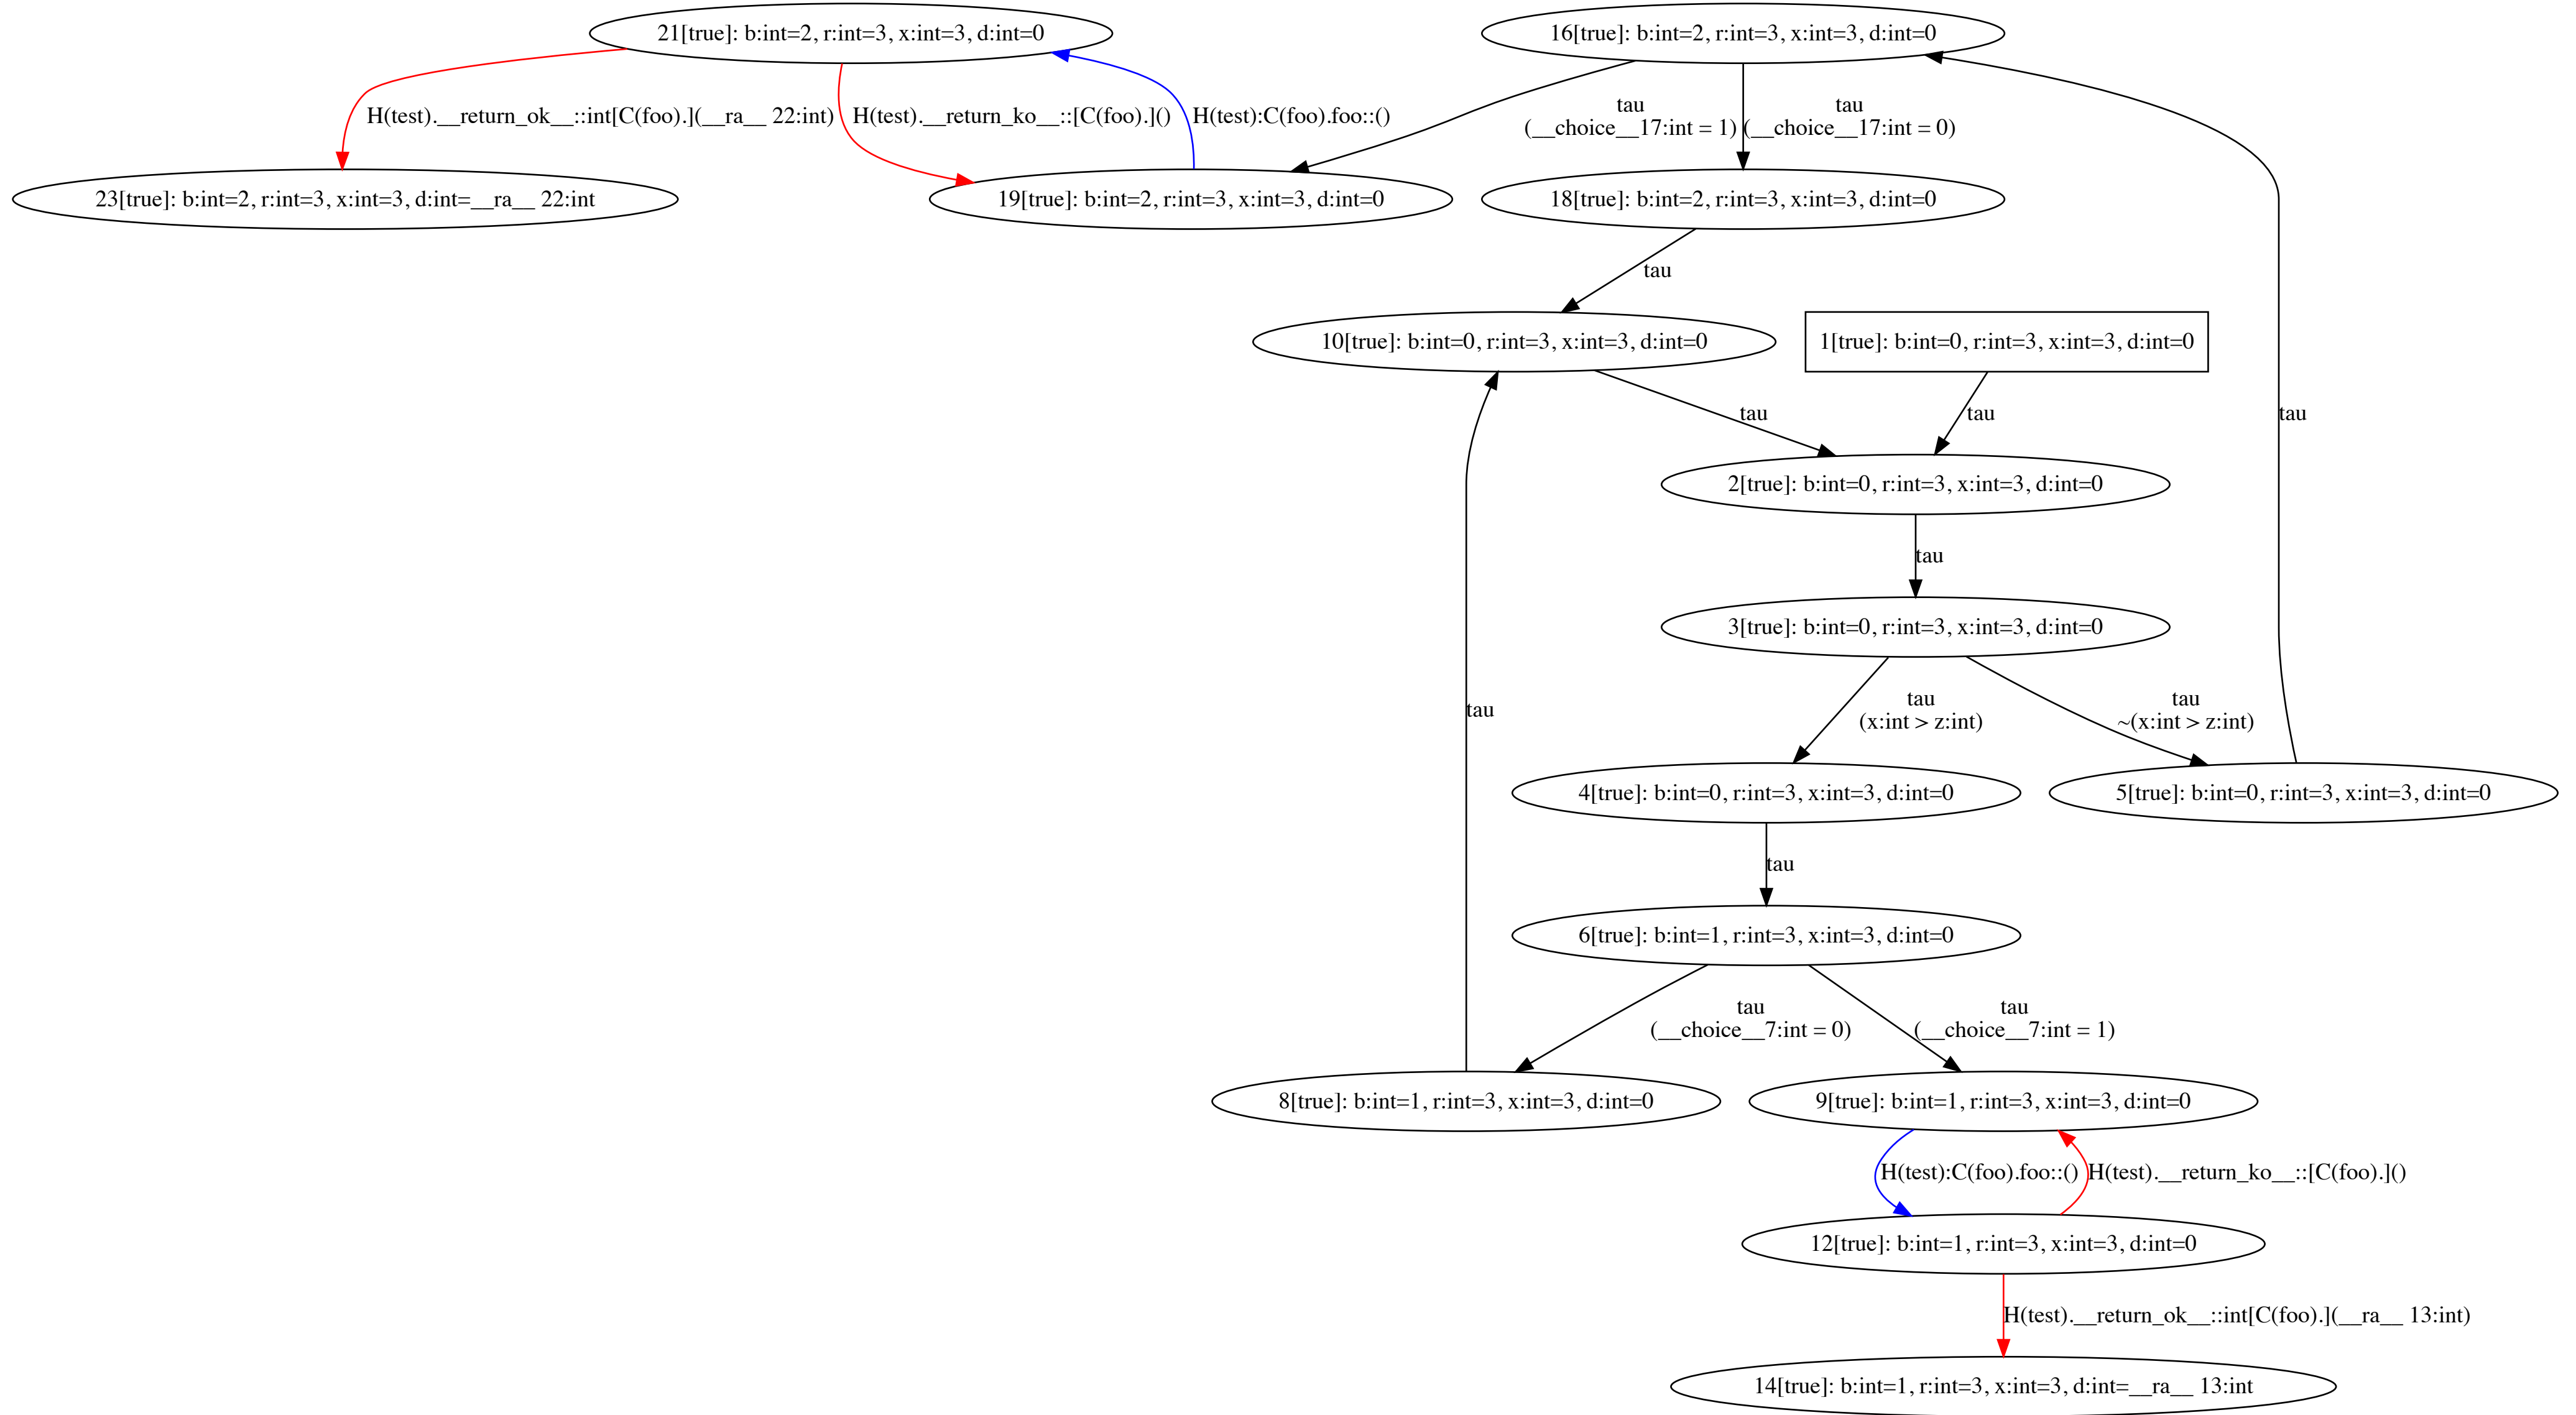 21[true]: b:int=2, r:int=3, x:int=3, d:int=0
16[true]: b:int=2, r:int=3, x:int=3, d:int=0
H(test).__return_ok__::int[C(foo).](__ra__ 22:int)
H(test).__return_ko__::[C(foo).]()
H(test):C(foo).foo::()
tau
(__choice__17:int = 1)
tau
(__choice__17:int = 0)
23[true]: b:int=2, r:int=3, x:int=3, d:int=__ra__ 22:int
19[true]: b:int=2, r:int=3, x:int=3, d:int=0
18[true]: b:int=2, r:int=3, x:int=3, d:int=0
tau
10[true]: b:int=0, r:int=3, x:int=3, d:int=0
1[true]: b:int=0, r:int=3, x:int=3, d:int=0
tau
tau
tau
2[true]: b:int=0, r:int=3, x:int=3, d:int=0
tau
3[true]: b:int=0, r:int=3, x:int=3, d:int=0
tau
tau
(x:int > z:int)
tau
~(x:int > z:int)
4[true]: b:int=0, r:int=3, x:int=3, d:int=0
5[true]: b:int=0, r:int=3, x:int=3, d:int=0
tau
6[true]: b:int=1, r:int=3, x:int=3, d:int=0
tau
(__choice__7:int = 0)
tau
(__choice__7:int = 1)
8[true]: b:int=1, r:int=3, x:int=3, d:int=0
9[true]: b:int=1, r:int=3, x:int=3, d:int=0
H(test):C(foo).foo::()
H(test).__return_ko__::[C(foo).]()
12[true]: b:int=1, r:int=3, x:int=3, d:int=0
H(test).__return_ok__::int[C(foo).](__ra__ 13:int)
14[true]: b:int=1, r:int=3, x:int=3, d:int=__ra__ 13:int